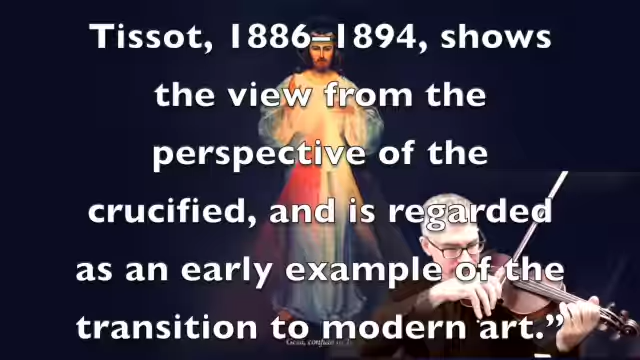 Tissot, 1886–1894, shows
the view from the
perspective of the
crucified, and is regarded
as an early example of the
transition to modern art.”